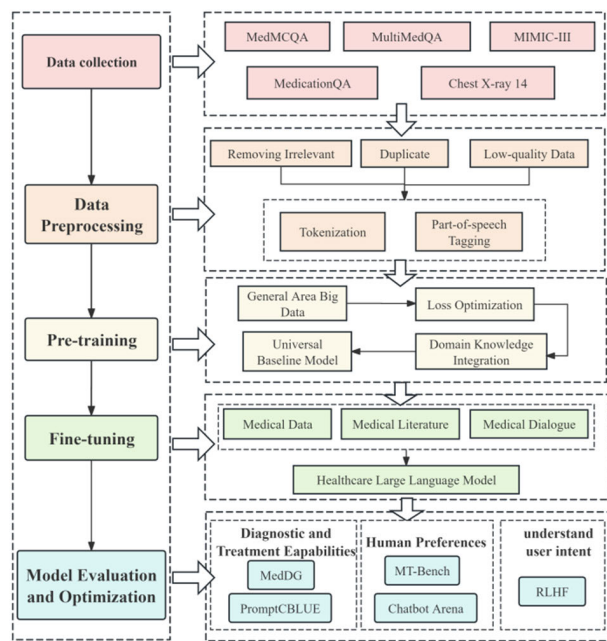 Data collection
MedMCQA
MultiMedQA
MIMIC-III
MedicationQA
Chest X-ray 14
Data
Preprocessing
Removing Irrelevant
Duplicate
Low-quality Data
Tokenization
Part-of-speech
Tagging
Pre-training
General Area Big
Data
Loss Optimization
Universal
Baseline Model
Domain Knowledge
Integration
Fine-tuning
Medical Data
Medical Literature
Medical Dialogue
Healthcare Large Language Model
Model Evaluation
and Optimization
Diagnostic and
Treatment Eapabilities
MedDG
PromptCBLUE
Human Preferences
MT-Bench
Chatbot Arena
understand
user intent
RLHF